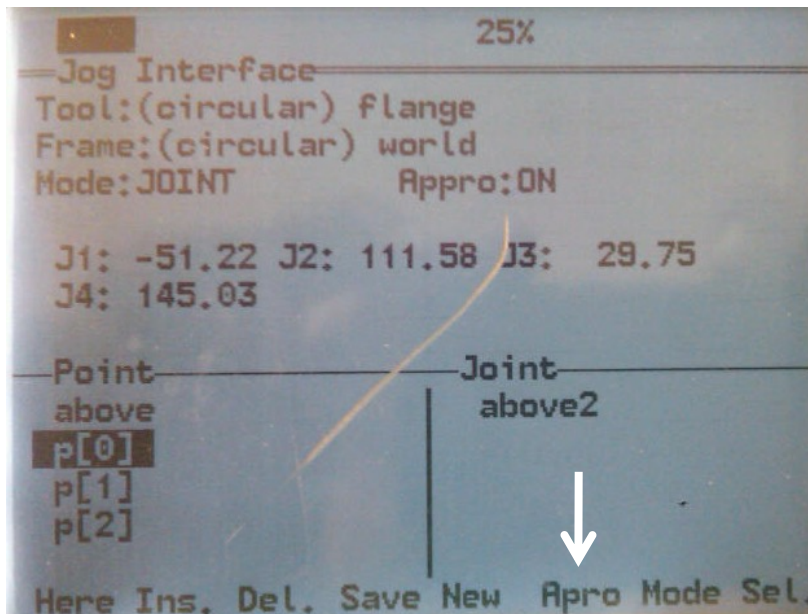 25%
Jog Interface
Tool:(circular) flange
Frame:(circular) world
Mode:JOINT Appro:ON
J1: -51.22 J2: 111.58 J3: 29.75
J4: 145.03
Point
above
p[0]
p[1]
p[2]
Joint
above2
Here Ins. Del. Save New Apro Mode Sel.